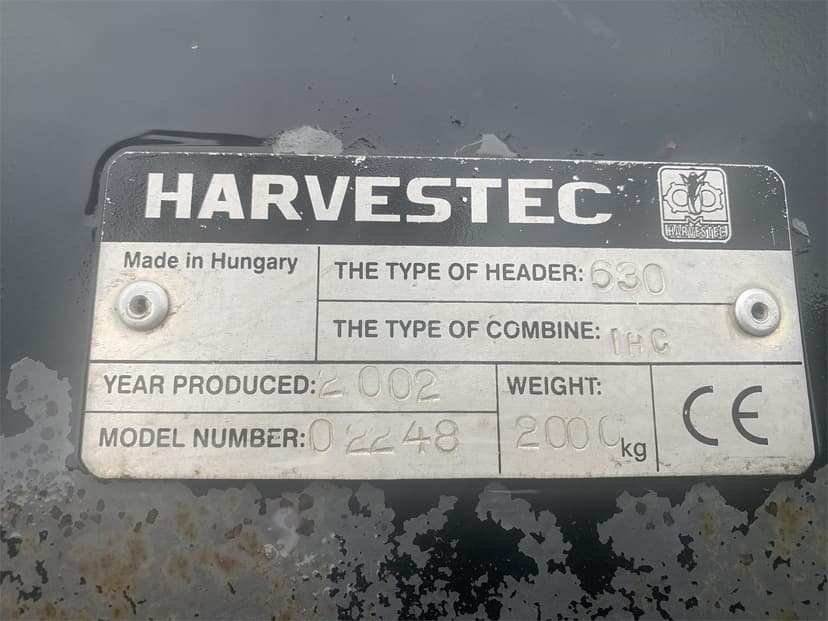 HARVESTEC
HARVESTEC
Made in Hungary
THE TYPE OF HEADER: 630
THE TYPE OF COMBINE: IHC
YEAR PRODUCED: 2002
MODEL NUMBER: 02248
WEIGHT:
2000 kg
CE